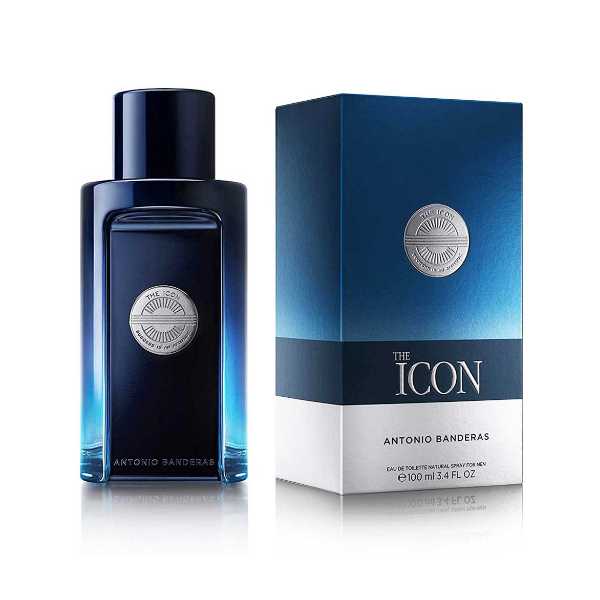 THE ICON
ANTONIO BANDERAS
THE ICON
THE
ICON
ANTONIO BANDERAS
EAU DE TOILETTE NATURAL SPRAY FOR MEN
℮100 ml 3.4 FL OZ